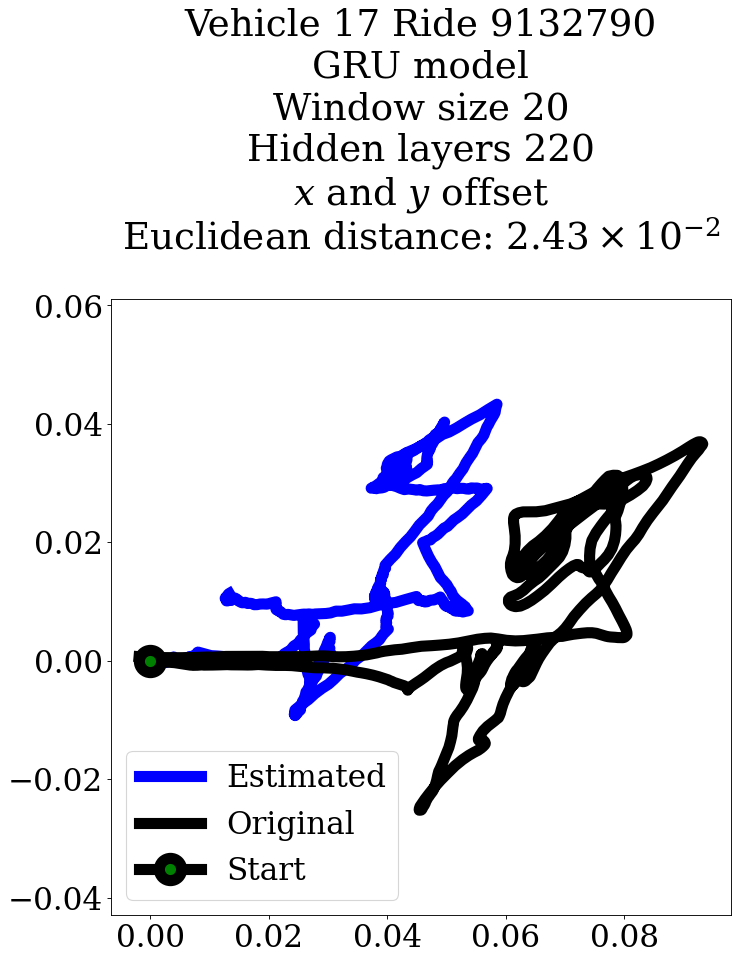 Vehicle 17 Ride 9132790
GRU model
Window size 20
Hidden layers 220
x and y offset
Euclidean distance: 2.43 × 10⁻²
0.06
0.04
0.02
0.00
−0.02
−0.04
Estimated
Original
Start
0.00 0.02 0.04 0.06 0.08